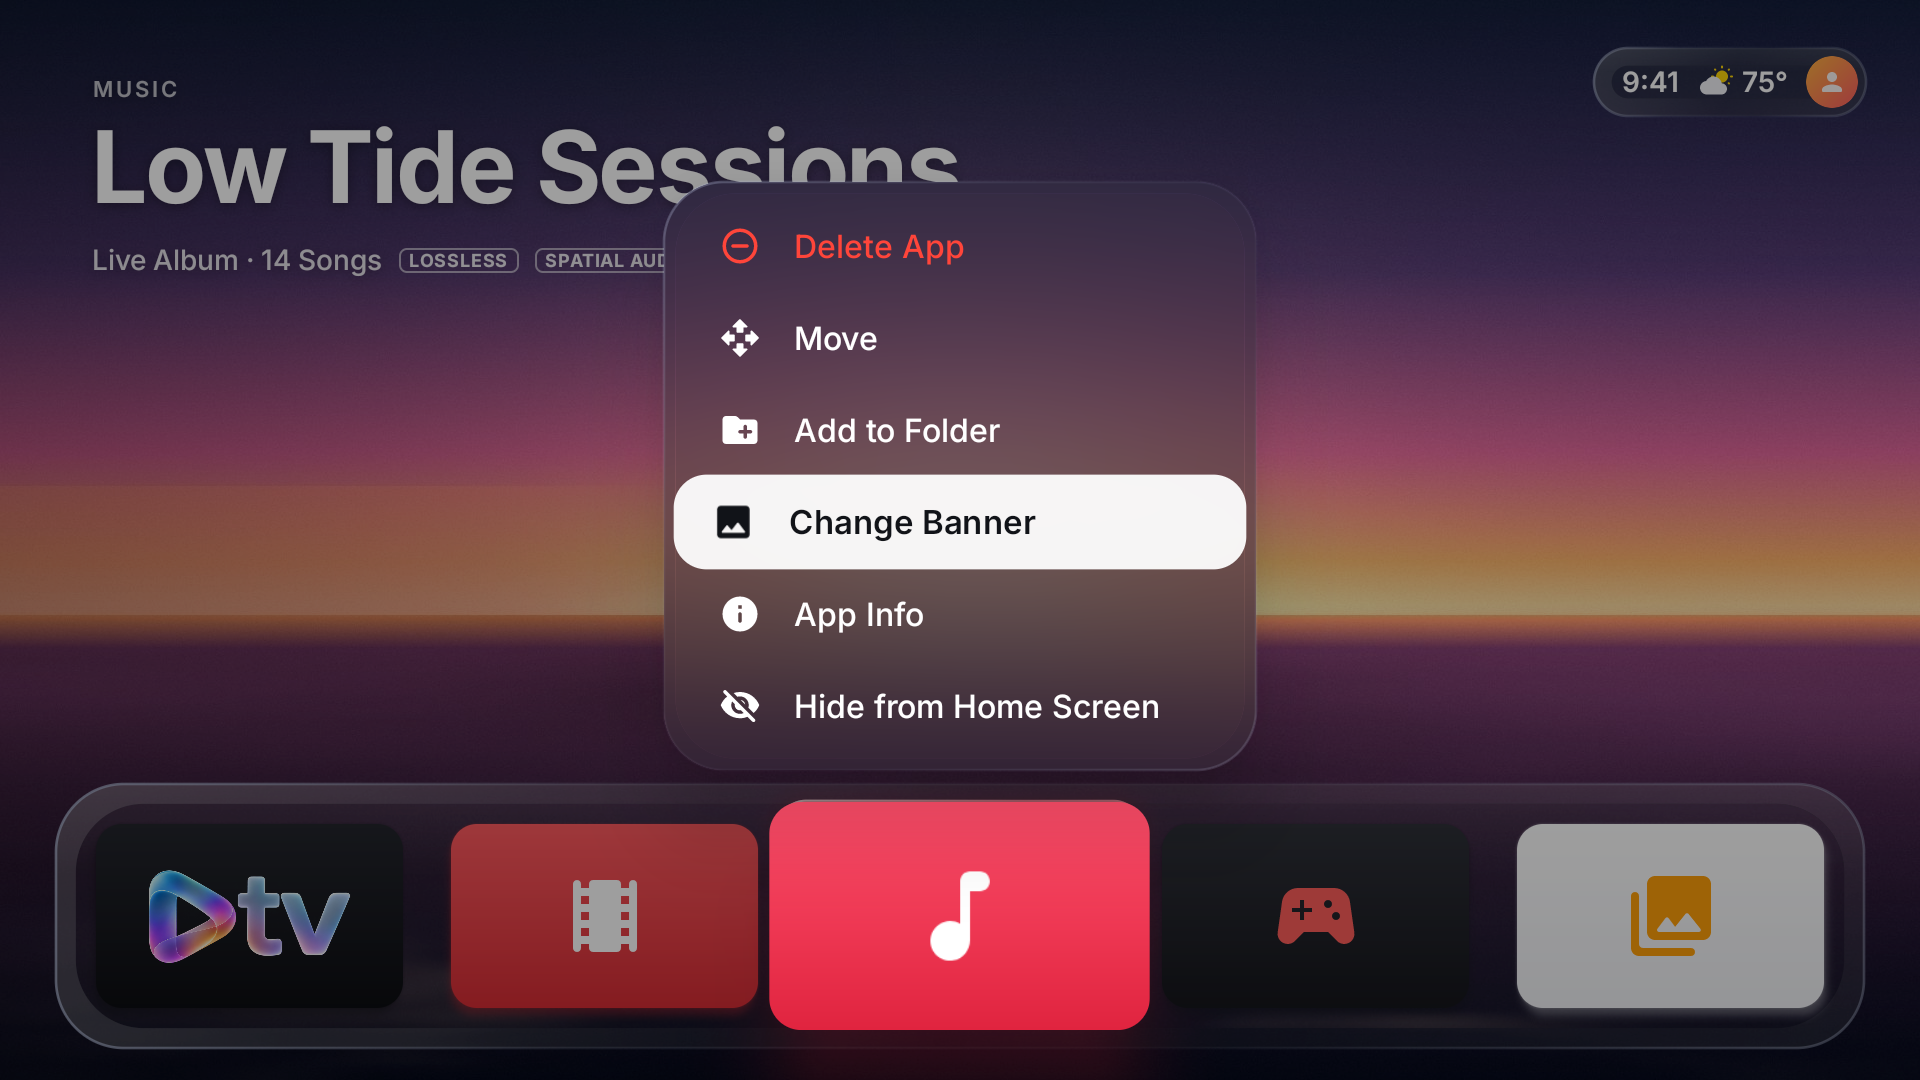 MUSIC
9:41 75°
Low Tide Sessions
Live Album · 14 Songs LOSSLESS SPATIAL
Delete App
Move
Add to Folder
Change Banner
App Info
Hide from Home Screen
tv